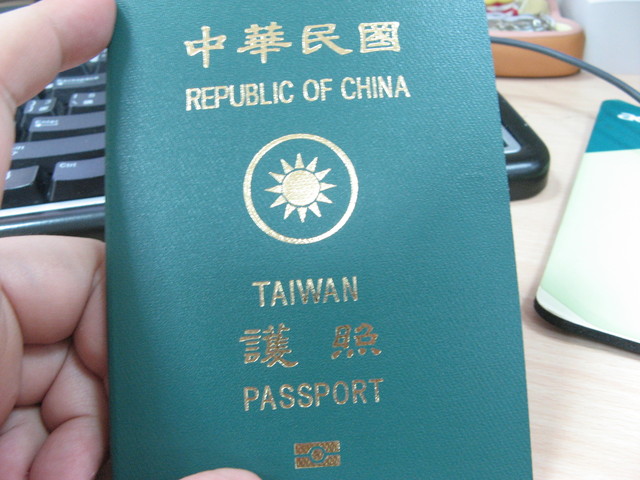 中華民國
REPUBLIC OF CHINA
TAIWAN
護照
PASSPORT